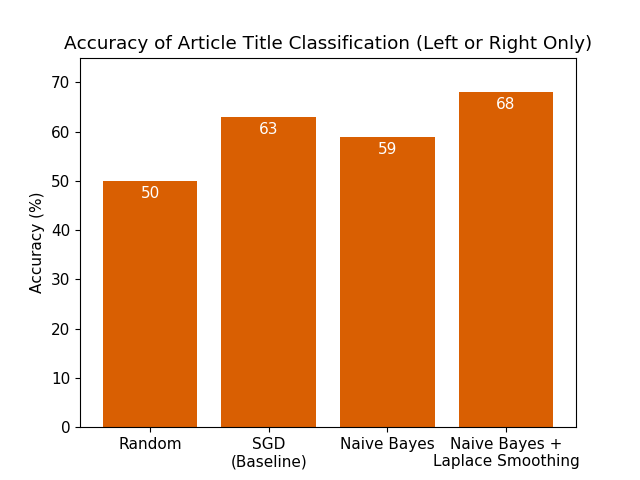 Accuracy of Article Title Classification (Left or Right Only)
Accuracy (%)
70
60
50
40
30
20
10
0
50
63
59
68
Random
SGD
(Baseline)
Naive Bayes
Naive Bayes +
Laplace Smoothing